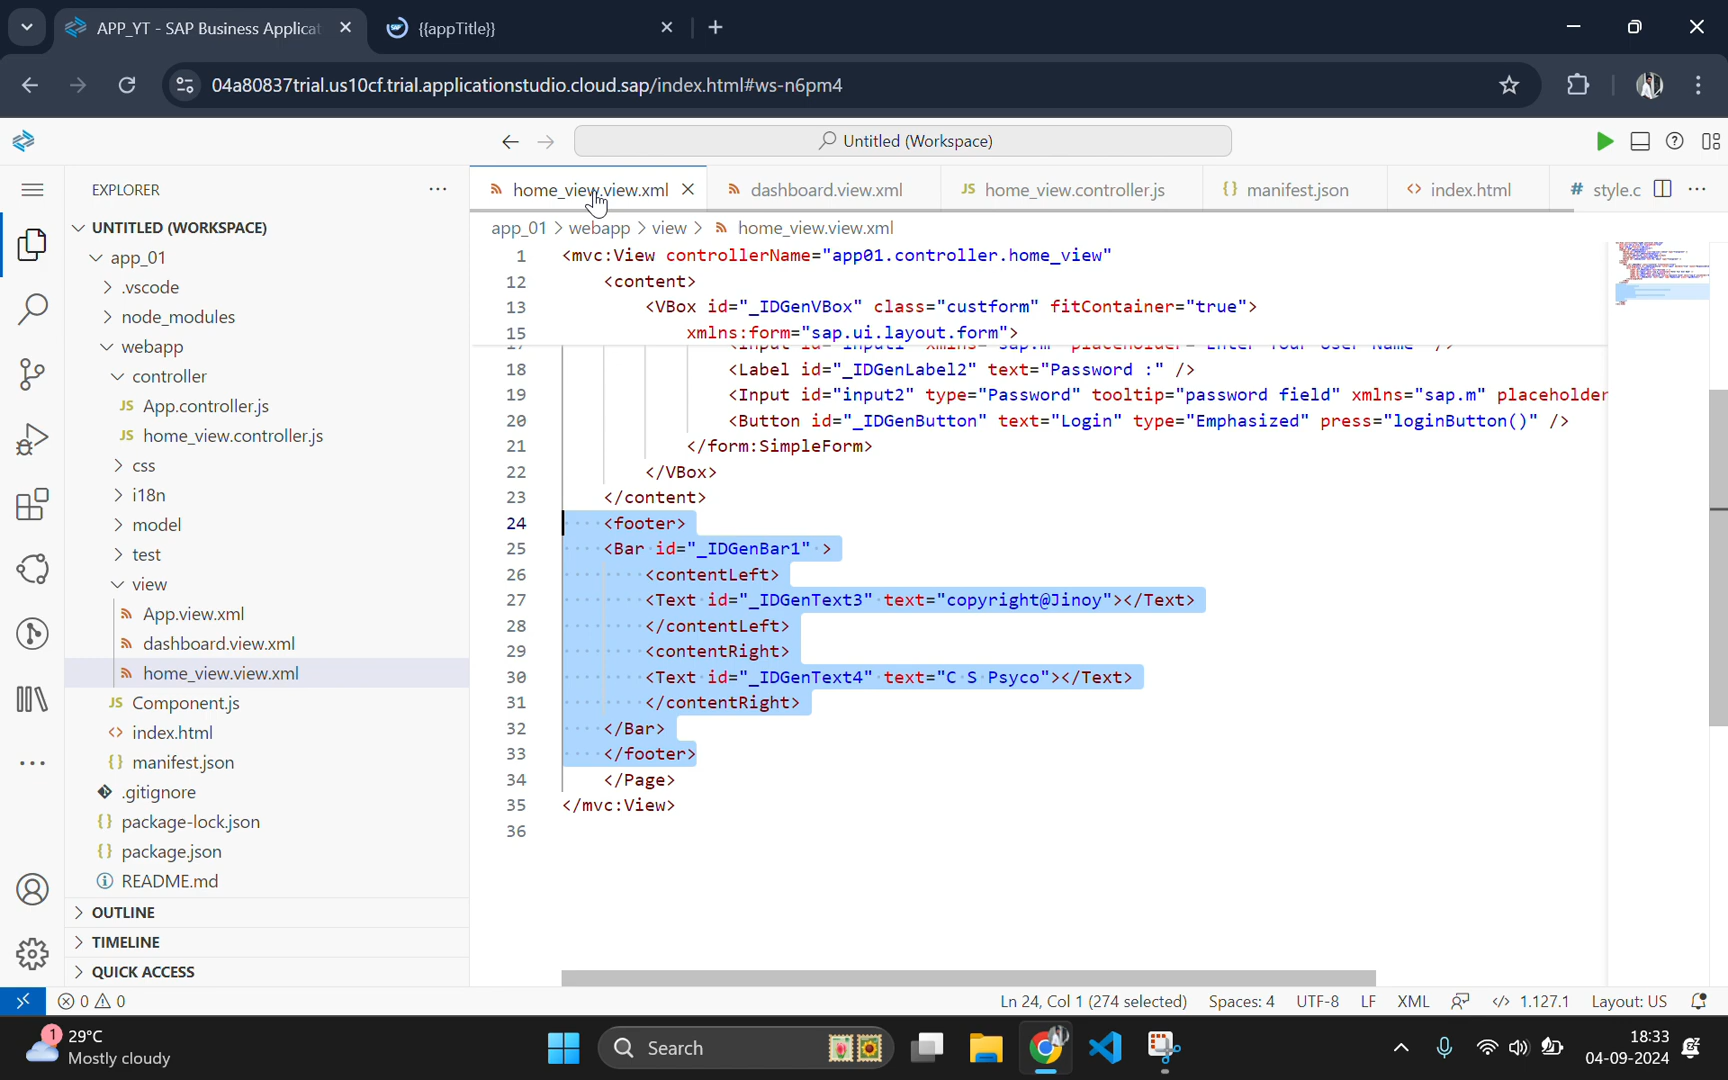 APP_YT - SAP Business Applicat
{{appTitle}}
04a80837trial.us10cf.trial.applicationstudio.cloud.sap/index.html#ws-n6pm4
Untitled (Workspace)
EXPLORER
home_view.view.xml
dashboard.view.xml
JS home_view.controller.js
{} manifest.json
<> index.html
# style.c
app_01 > webapp > view > home_view.view.xml
UNTITLED (WORKSPACE)
app_01
.vscode
node_modules
webapp
controller
JS App.controller.js
JS home_view.controller.js
css
i18n
model
test
view
App.view.xml
dashboard.view.xml
home_view.view.xml
JS Component.js
<> index.html
{} manifest.json
.gitignore
{} package-lock.json
{} package.json
README.md
OUTLINE
TIMELINE
QUICK ACCESS
1 <mvc:View controllerName="app01.controller.home_view"
12 <content>
13 <VBox id="_IDGenVBox" class="custform" fitContainer="true">
15 xmlns:form="sap.ui.layout.form">
18 <Label id="_IDGenLabel2" text="Password :" />
19 <Input id="input2" type="Password" tooltip="password field" xmlns="sap.m" placeholder
20 <Button id="_IDGenButton" text="Login" type="Emphasized" press="loginButton()" />
21 </form:SimpleForm>
22 </VBox>
23 </content>
24 <footer>
25 <Bar id="_IDGenBar1" >
26 <contentLeft>
27 <Text id="_IDGenText3" text="copyright@Jinoy"></Text>
28 </contentLeft>
29 <contentRight>
30 <Text id="_IDGenText4" text="C S Psyco"></Text>
31 </contentRight>
32 </Bar>
33 </footer>
34 </Page>
35 </mvc:View>
36
0 0
Ln 24, Col 1 (274 selected)
Spaces: 4
UTF-8
LF
XML
</> 1.127.1
Layout: US
1
29°C
Mostly cloudy
Search
18:33
04-09-2024